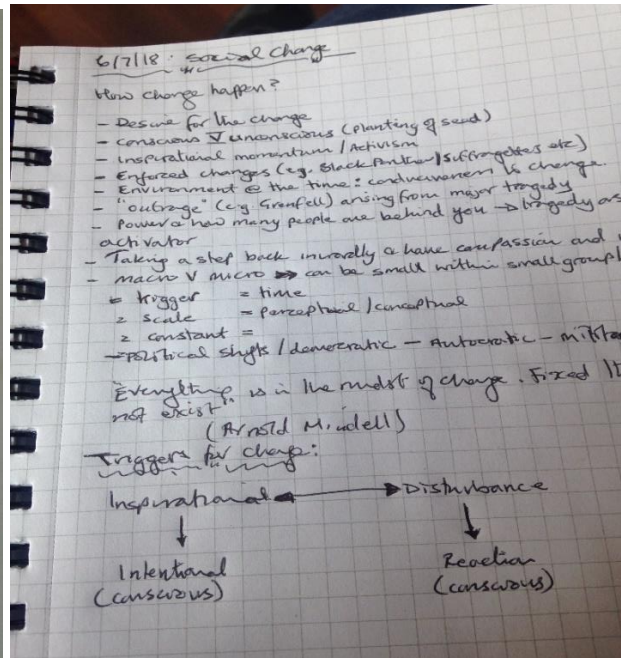 6/7/18: Social Change
How change happen?
- Desire for the change
- conscious V unconscious (planting of seed)
- Inspirational momentum / Activism
- Enforced changes (eg. Black Panther / Suffragettes etc)
- Environment @ the time: conduciveness to change.
- "outrage" (e.g Grenfell) arising from major tragedy
- Power & how many people are behind you → tragedy as
activator
- Taking a step back inwardly & have compassion and
- macro V micro → can be small within small group
= trigger = time
= scale = perceptual / conceptual
= constant =
- Political shifts / democratic - Autocratic -
"Everything is in the midst of change. Fixed
not exist"
(Arnold Mindell)
Triggers for change:
Inspirational ↔ Disturbance
↓ ↓
Intentional Reaction
(conscious) (conscious)